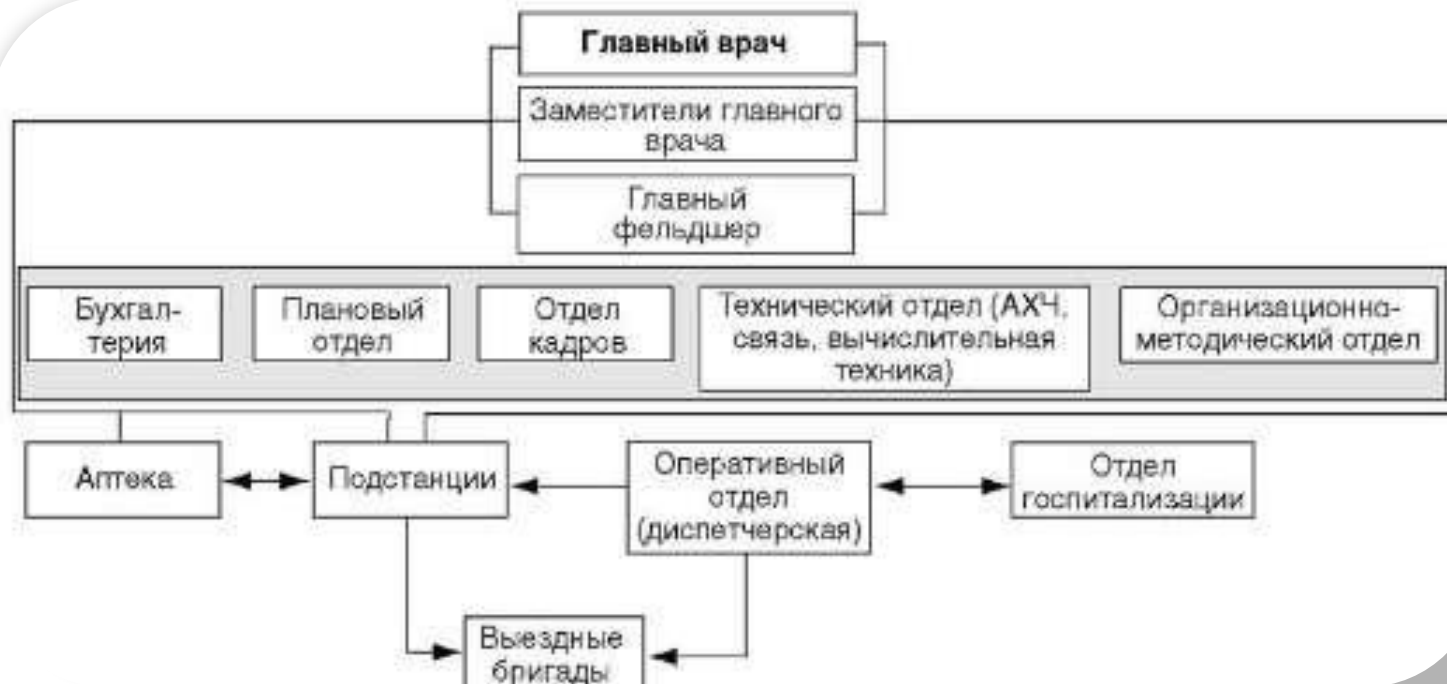 Главный врач
Заместители главного
врача
Главный
фельдшер
Бухгал-
терия
Плановый
отдел
Отдел
кадров
Технический отдел (АХЧ,
связь, вычислительная
техника)
Организационно-
методический отдел
Аптека
Подстанции
Оперативный
отдел
(диспетчерская)
Отдел
госпитализации
Выездные
бригады